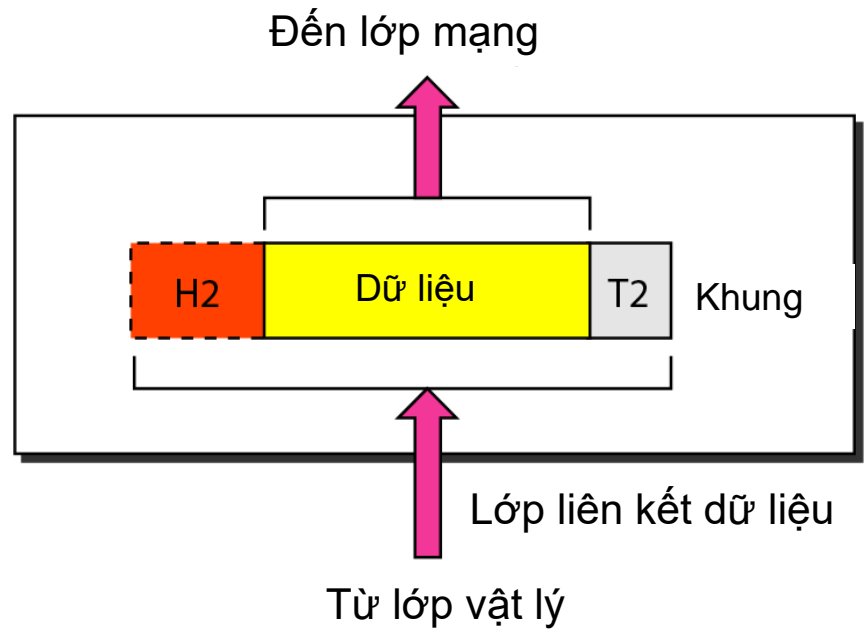 Đến lớp mạng
H2
Dữ liệu
T2
Khung
Lớp liên kết dữ liệu
Từ lớp vật lý